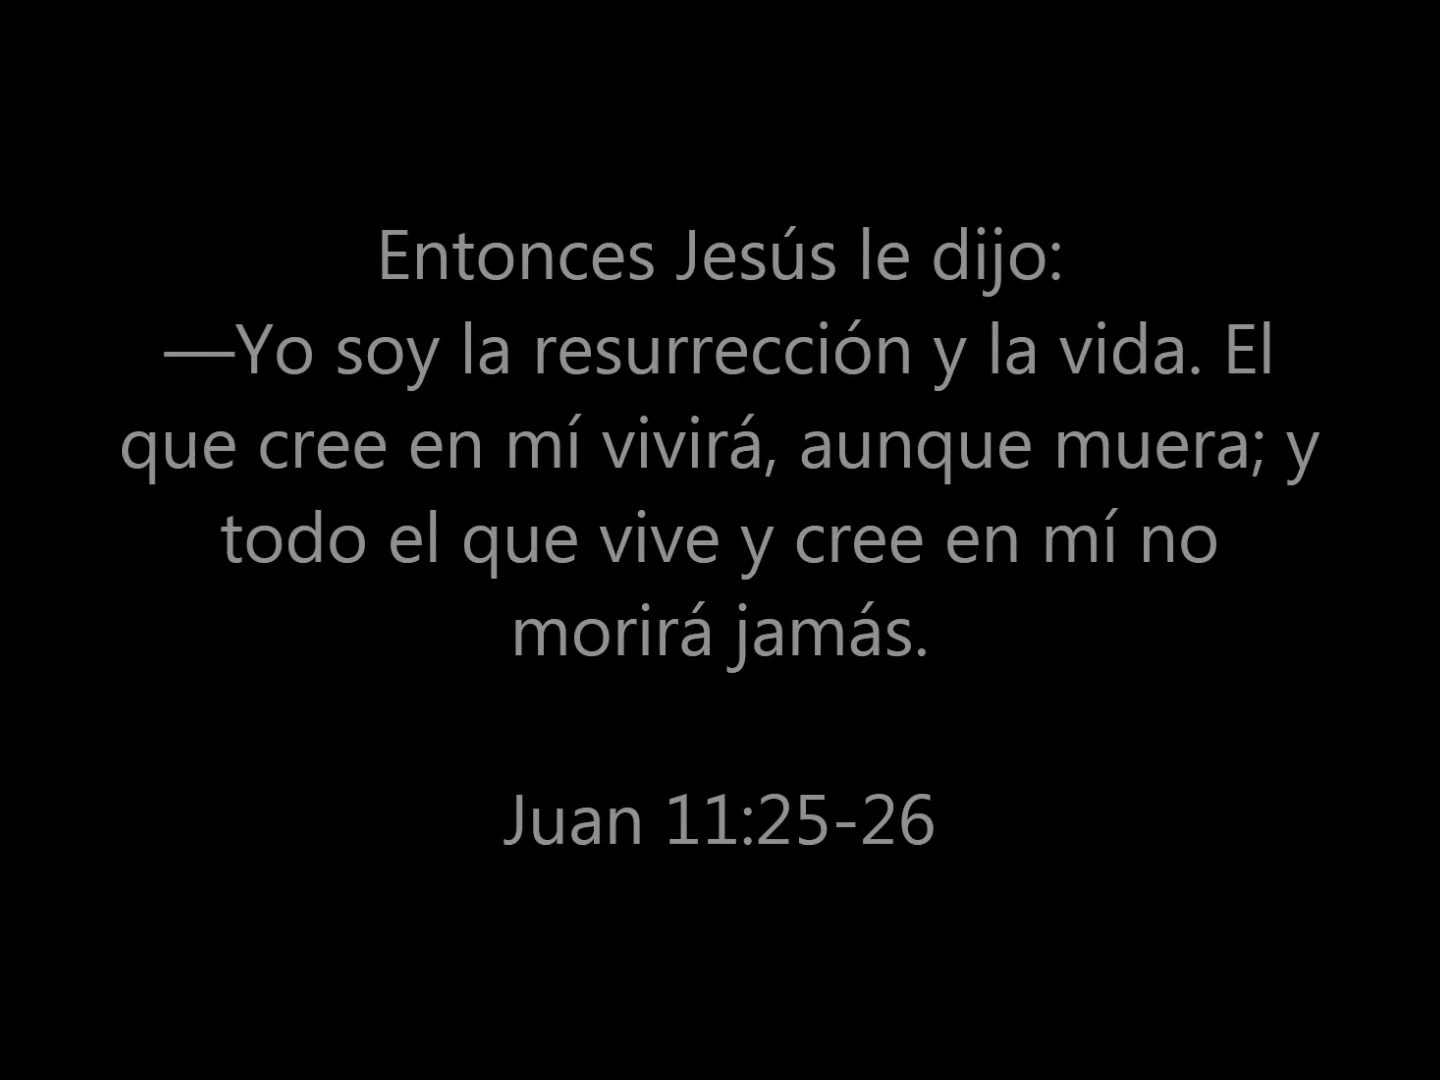 Entonces Jesús le dijo:
—Yo soy la resurrección y la vida. El
que cree en mí vivirá, aunque muera; y
todo el que vive y cree en mí no
morirá jamás.
Juan 11:25-26